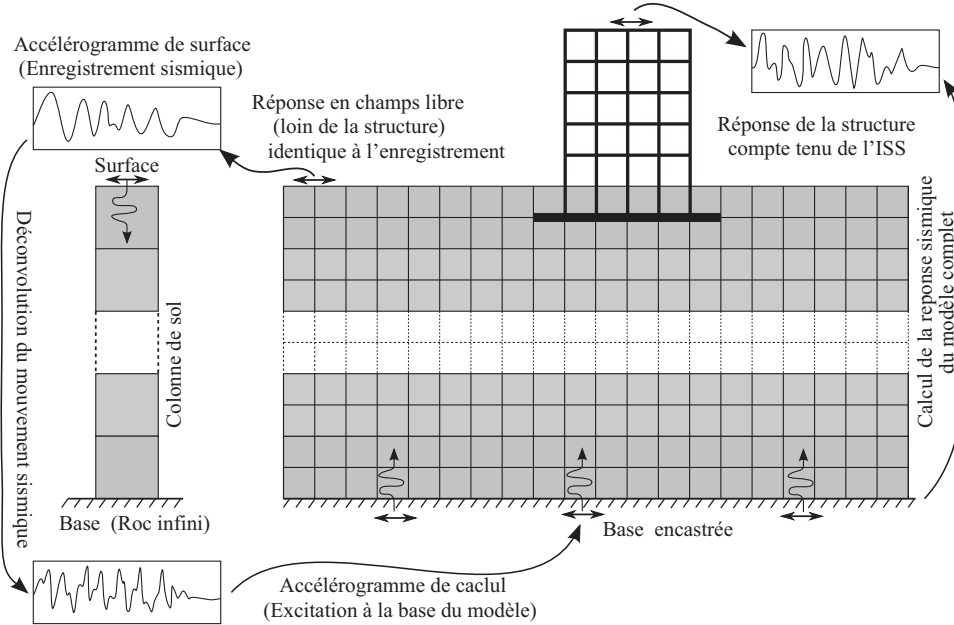 Accélérogramme de surface
(Enregistrement sismique)
Réponse en champs libre
(loin de la structure)
identique à l'enregistrement
Réponse de la structure
compte tenu de l'ISS
Surface
Déconvolution du mouvement sismique
Colonne de sol
Calcul de la reponse sismique
du modèle complet
Base (Roc infini)
Base encastrée
Accélérogramme de caclul
(Excitation à la base du modèle)